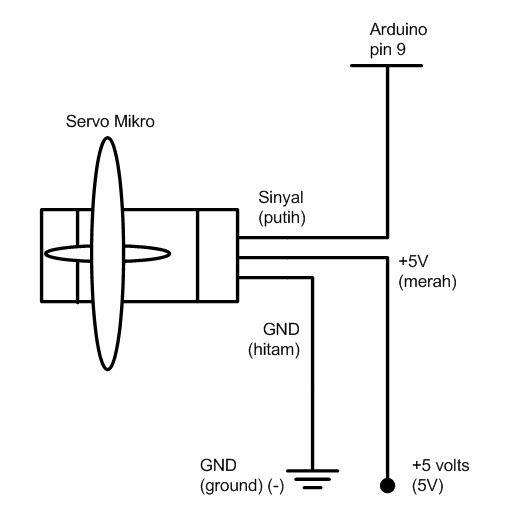 Arduino
pin 9
Servo Mikro
Sinyal
(putih)
+5V
(merah)
GND
(hitam)
GND
(ground) (-)
+5 volts
(5V)